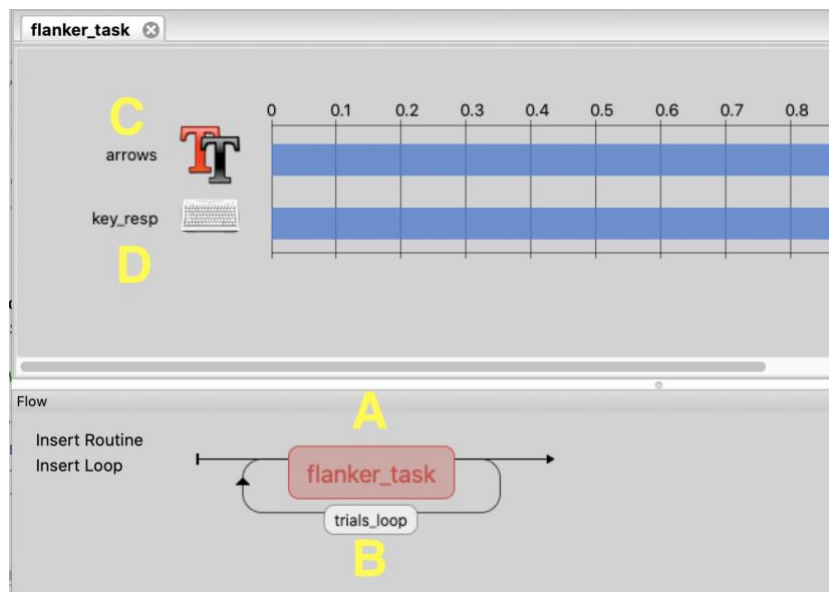 flanker_task
C
0 0.1 0.2 0.3 0.4 0.5 0.6 0.7 0.8
arrows
TT
key_resp
D
Flow
A
Insert Routine
Insert Loop
flanker_task
trials_loop
B